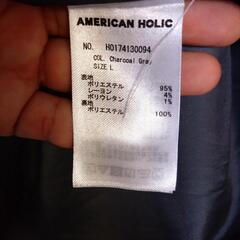 AMERICAN HOLIC
NO. H0174130094
COL. Charcoal Gray
SIZE L
表地
ポリエステル 95%
レーヨン 4%
ポリウレタン 1%
裏地
ポリエステル 100%